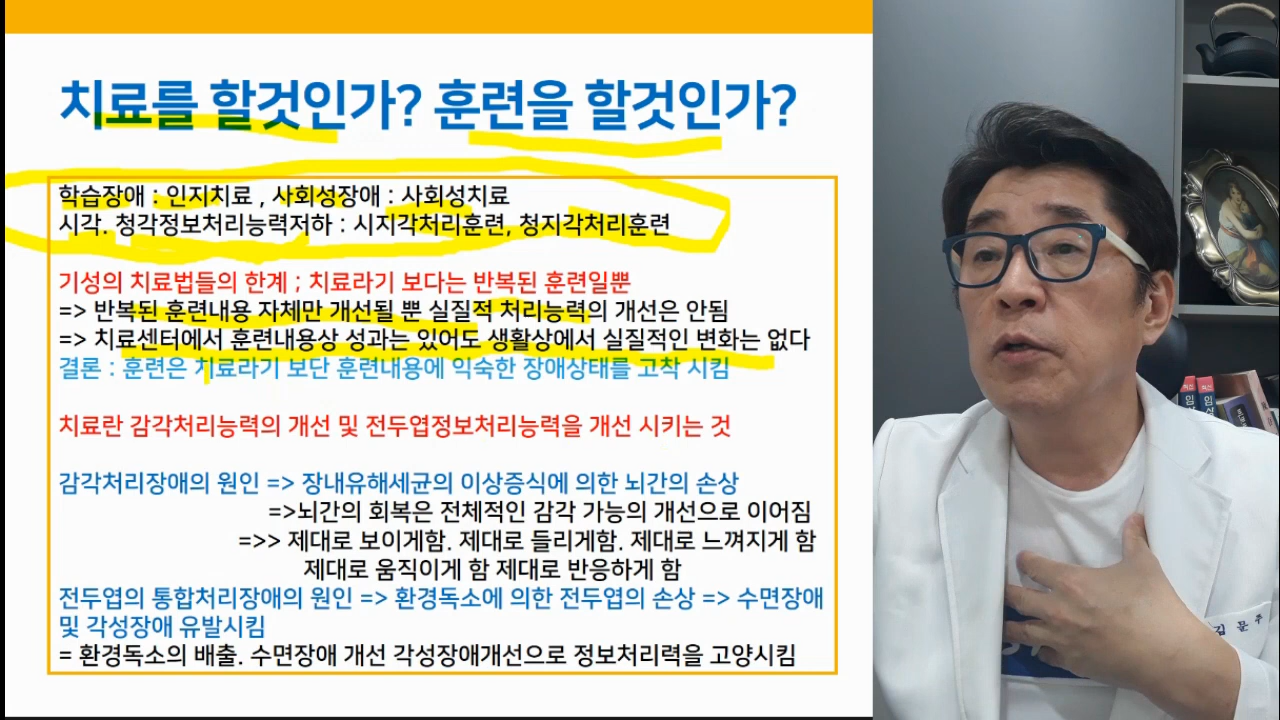 치료를 할것인가? 훈련을 할것인가?
학습장애 : 인지치료 , 사회성장애 : 사회성치료
시각. 청각정보처리능력저하 : 시지각처리훈련, 청지각처리훈련
기성의 치료법들의 한계 ; 치료라기 보다는 반복된 훈련일뿐
=> 반복된 훈련내용 자체만 개선될 뿐 실질적 처리능력의 개선은 안됨
=> 치료센터에서 훈련내용상 성과는 있어도 생활상에서 실질적인 변화는 없다
결론 : 훈련은 치료라기 보단 훈련내용에 익숙한 장애상태를 고착 시킴
치료란 감각처리능력의 개선 및 전두엽정보처리능력을 개선 시키는 것
감각처리장애의 원인 => 장내유해세균의 이상증식에 의한 뇌간의 손상
=>뇌간의 회복은 전체적인 감각 가능의 개선으로 이어짐
=>> 제대로 보이게함. 제대로 들리게함. 제대로 느껴지게 함
제대로 움직이게 함 제대로 반응하게 함
전두엽의 통합처리장애의 원인 => 환경독소에 의한 전두엽의 손상 => 수면장애
및 각성장애 유발시킴
= 환경독소의 배출. 수면장애 개선 각성장애개선으로 정보처리력을 고양시킴
김문주